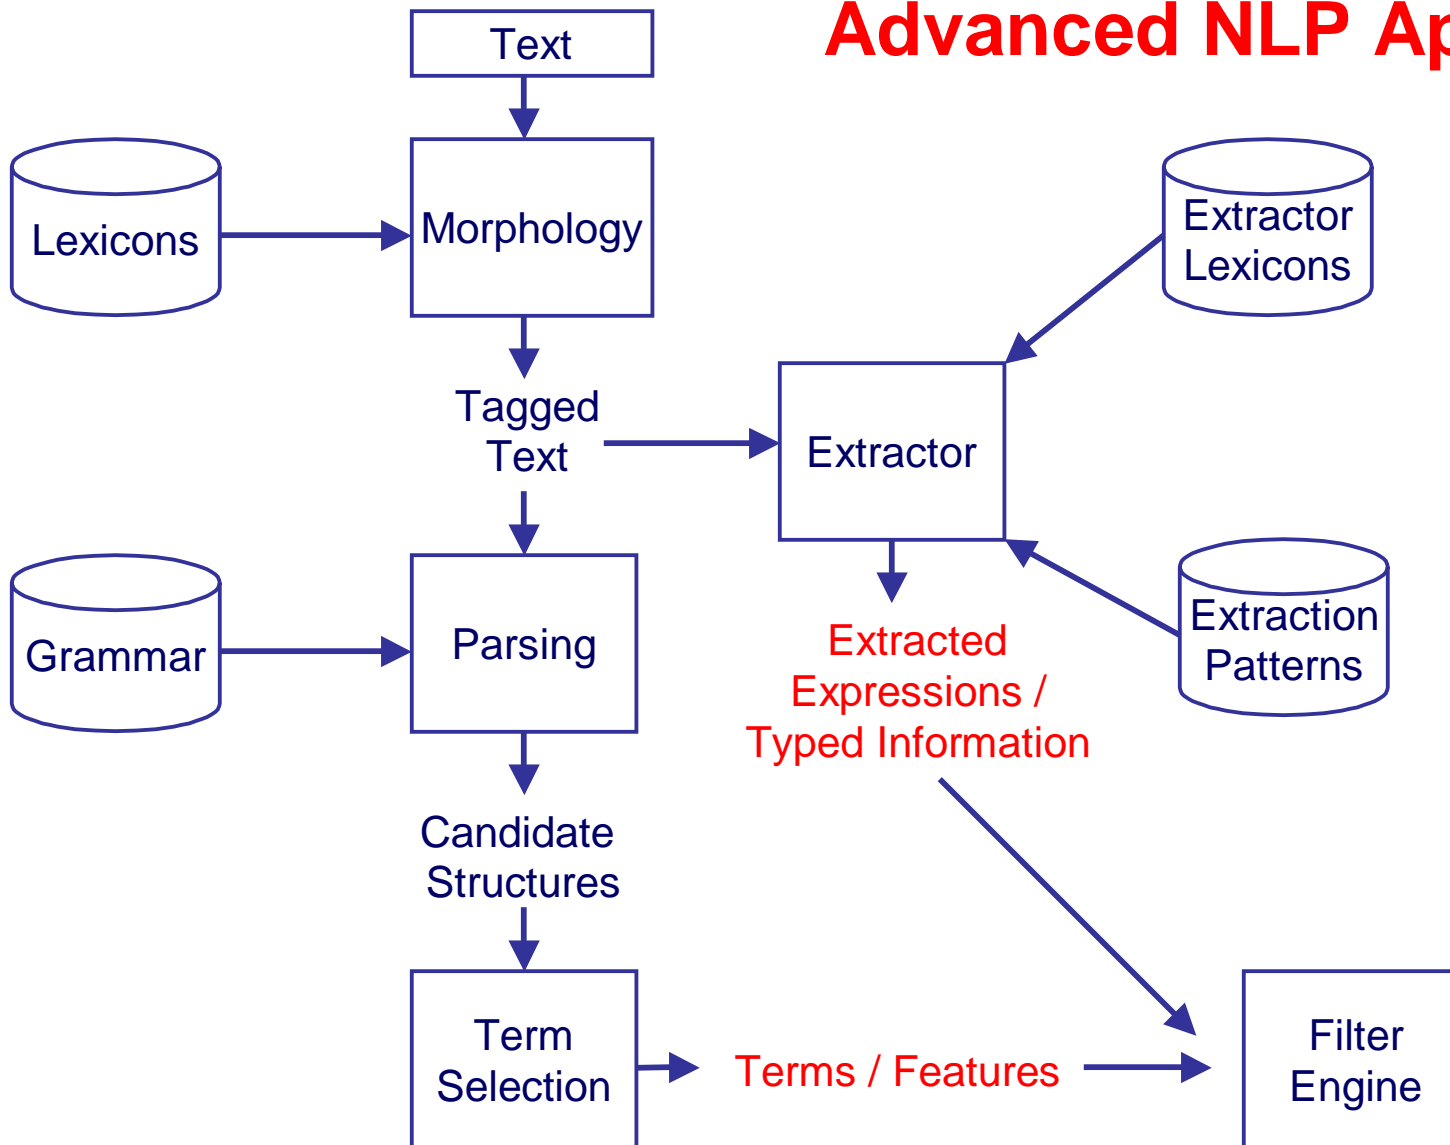 Advanced NLP Ap
Text
Lexicons
Morphology
Extractor
Lexicons
Tagged
Text
Extractor
Grammar
Parsing
Extracted
Expressions /
Typed Information
Extraction
Patterns
Candidate
Structures
Term
Selection
Terms / Features
Filter
Engine